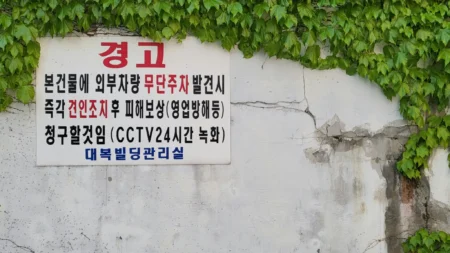 경고
본건물에 외부차량 무단주차 발견시
즉각 견인조치 후 피해보상(영업방해등)
청구할것임 (CCTV24시간 녹화)
대복빌딩관리실